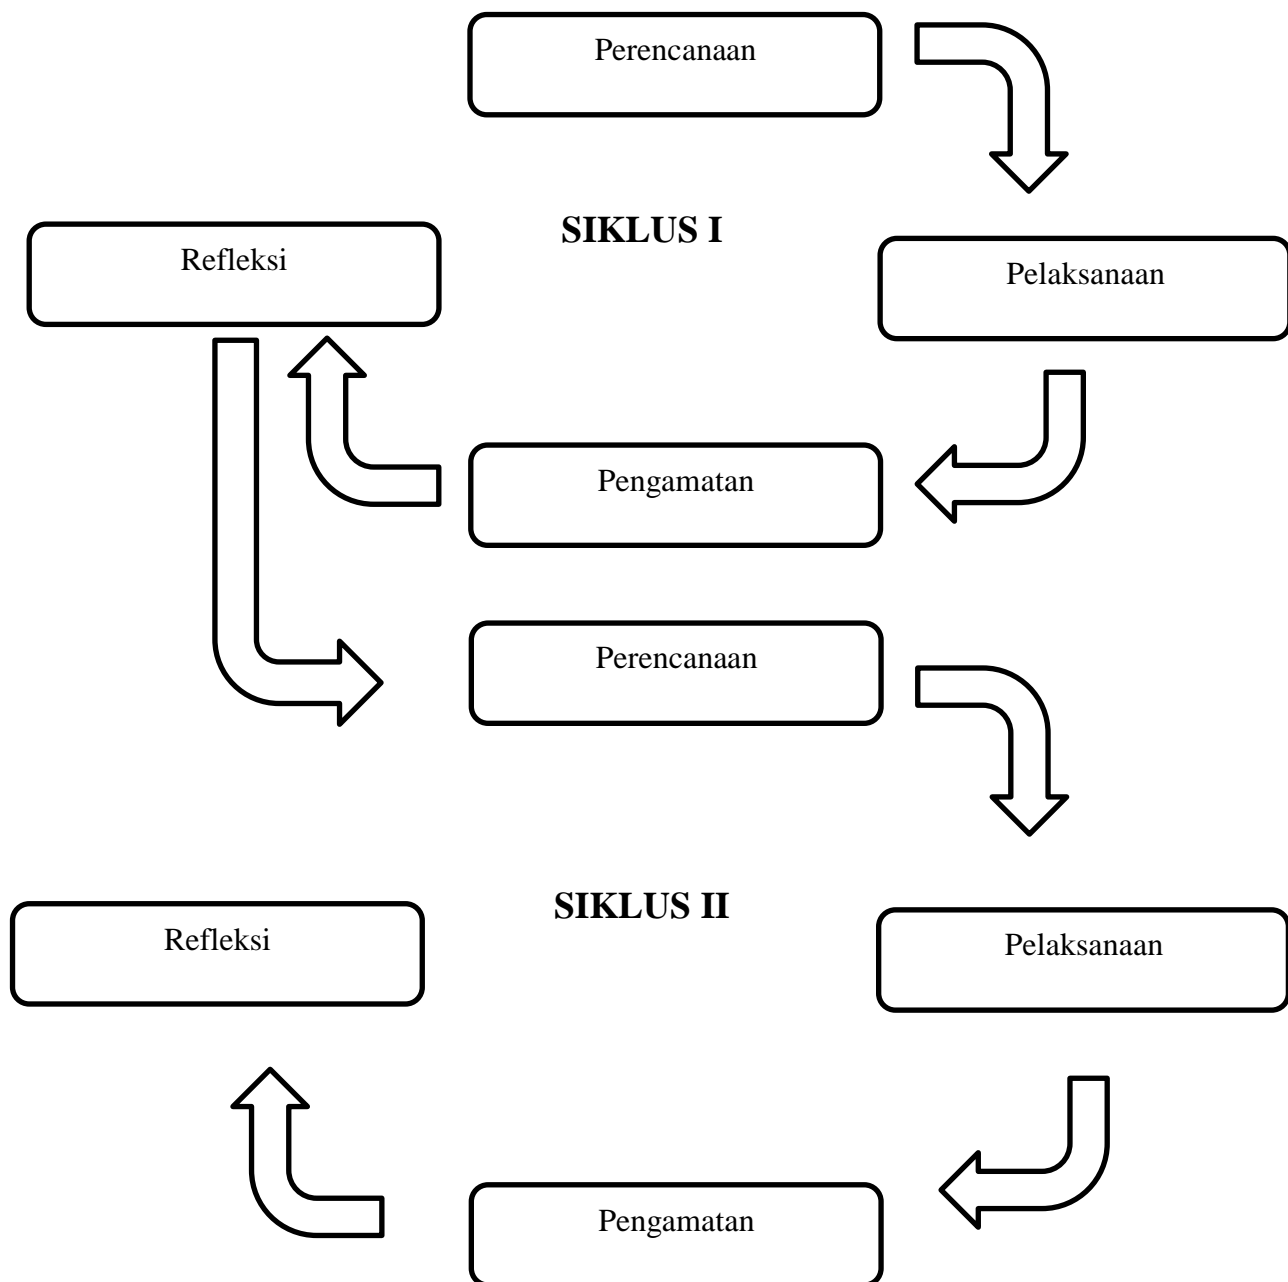 Perencanaan
SIKLUS I
Refleksi
Pelaksanaan
Pengamatan
Perencanaan
SIKLUS II
Refleksi
Pelaksanaan
Pengamatan